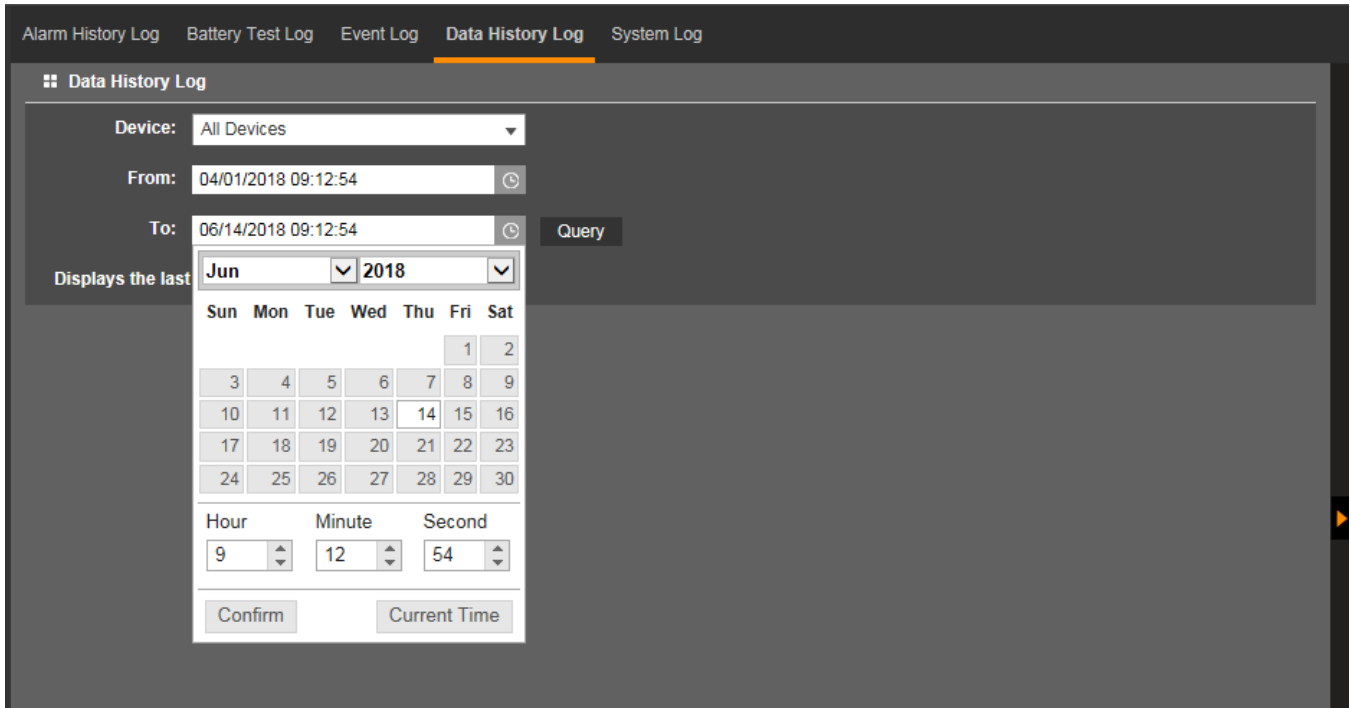 Alarm History Log Battery Test Log Event Log Data History Log System Log
Data History Log
Device: All Devices
From: 04/01/2018 09:12:54
To: 06/14/2018 09:12:54 Query
Displays the last
Jun 2018
Sun Mon Tue Wed Thu Fri Sat
1 2
3 4 5 6 7 8 9
10 11 12 13 14 15 16
17 18 19 20 21 22 23
24 25 26 27 28 29 30
Hour Minute Second
9 12 54
Confirm Current Time